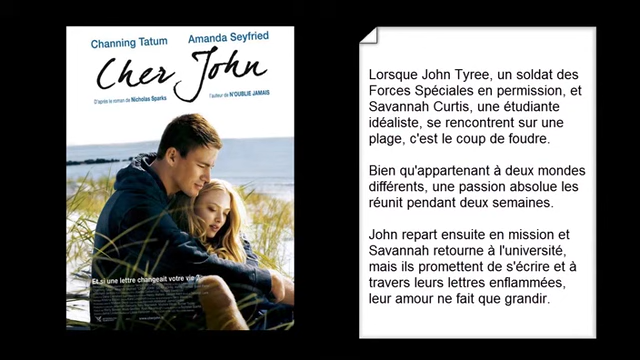 Channing Tatum Amanda Seyfried
Cher John
D'après le roman de Nicholas Sparks l'auteur de N'OUBLIE JAMAIS
Et si une lettre changeait votre vie ?
Lorsque John Tyree, un soldat des
Forces Spéciales en permission, et
Savannah Curtis, une étudiante
idéaliste, se rencontrent sur une
plage, c'est le coup de foudre.
Bien qu'appartenant à deux mondes
différents, une passion absolue les
réunit pendant deux semaines.
John repart ensuite en mission et
Savannah retourne à l'université,
mais ils promettent de s'écrire et à
travers leurs lettres enflammées,
leur amour ne fait que grandir.